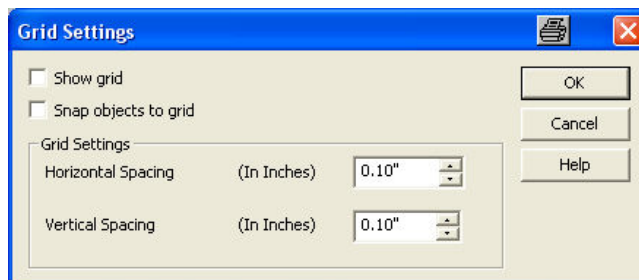 Grid Settings
Show grid
Snap objects to grid
Grid Settings
Horizontal Spacing (In Inches) 0.10"
Vertical Spacing (In Inches) 0.10"
OK
Cancel
Help